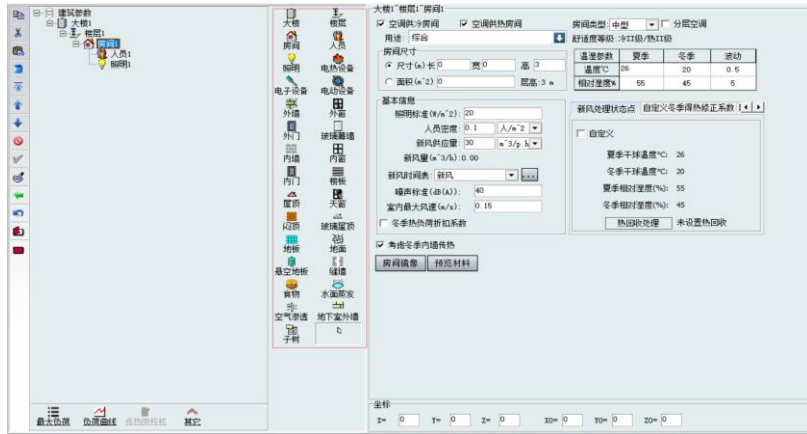 建筑参数
大楼1
楼层1
房间1
人员1
照明1
最大负荷 负荷曲线 其它
大楼 楼层
房间 人员
照明 电热设备
电子设备 电动设备
外墙 外窗
外门 玻璃幕墙
内墙 内窗
内门 楼板
屋顶 天窗
闷顶 玻璃屋顶
地板 地面
悬空地板 缝墙
食物 水面蒸发
空气渗透 地下室外墙
子树
大楼1^楼层1^房间1
空调供冷房间 空调供热房间
用途: 综合
房间尺寸
尺寸(m) 长 0 宽 0 高 3
面积(m^2) 0 层高:3 m
基本信息
照明标准(W/m^2): 20
人员密度: 0.1 人/m^2
新风供应量: 30 m^3/p.h
新风量(m^3/h):0.00
新风时间表: 新风 ...
噪声标准(dB(A)): 40
室内最大风速(m/s): 0.15
冬季热负荷折扣系数
考虑冬季内墙传热
房间镜像 预览材料
房间类型: 中型 分层空调
舒适度等级:冷II级/热II级
温湿参数 夏季 冬季 波动
温度℃ 26 20 0.5
相对湿度% 55 45 5
新风处理状态点 自定义冬季得热修正系数
自定义
夏季干球温度℃: 26
冬季干球温度℃: 20
夏季相对湿度(%): 55
冬季相对湿度(%): 45
热回收处理 未设置热回收
坐标
X= 0 Y= 0 Z= 0 X0= 0 Y0= 0 Z0= 0